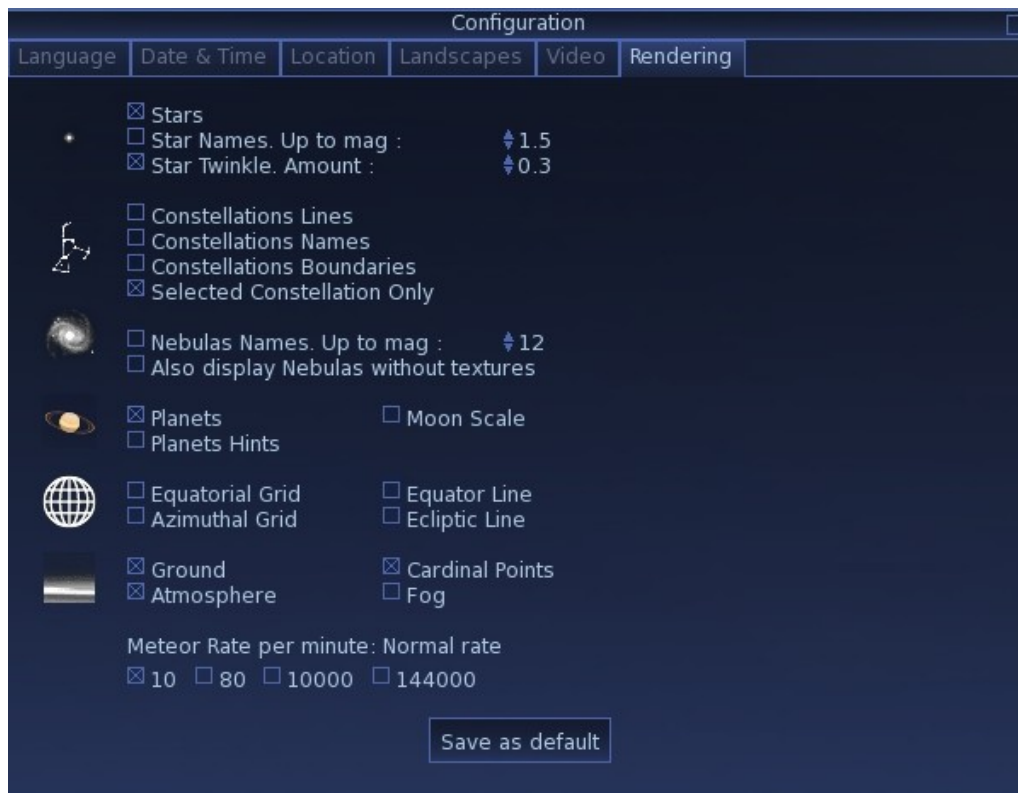 Configuration
Language Date & Time Location Landscapes Video Rendering
Stars
Star Names. Up to mag : 1.5
Star Twinkle. Amount : 0.3
Constellations Lines
Constellations Names
Constellations Boundaries
Selected Constellation Only
Nebulas Names. Up to mag : 12
Also display Nebulas without textures
Planets Moon Scale
Planets Hints
Equatorial Grid Equator Line
Azimuthal Grid Ecliptic Line
Ground Cardinal Points
Atmosphere Fog
Meteor Rate per minute: Normal rate
10 80 10000 144000
Save as default